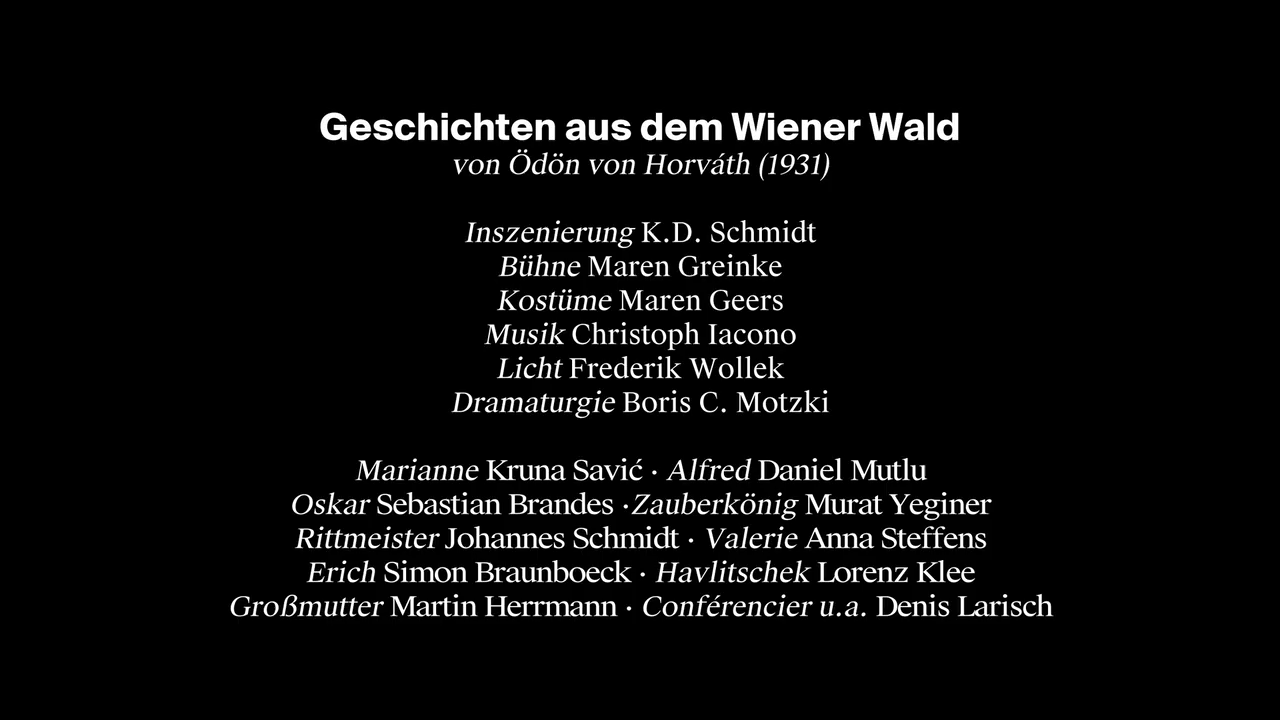 Geschichten aus dem Wiener Wald
von Ödön von Horváth (1931)
Inszenierung K.D. Schmidt
Bühne Maren Greinke
Kostüme Maren Geers
Musik Christoph Iacono
Licht Frederik Wollek
Dramaturgie Boris C. Motzki
Marianne Kruna Savić · Alfred Daniel Mutlu
Oskar Sebastian Brandes ·Zauberkönig Murat Yeginer
Rittmeister Johannes Schmidt · Valerie Anna Steffens
Erich Simon Braunboeck · Havlitschek Lorenz Klee
Großmutter Martin Herrmann · Conférencier u.a. Denis Larisch